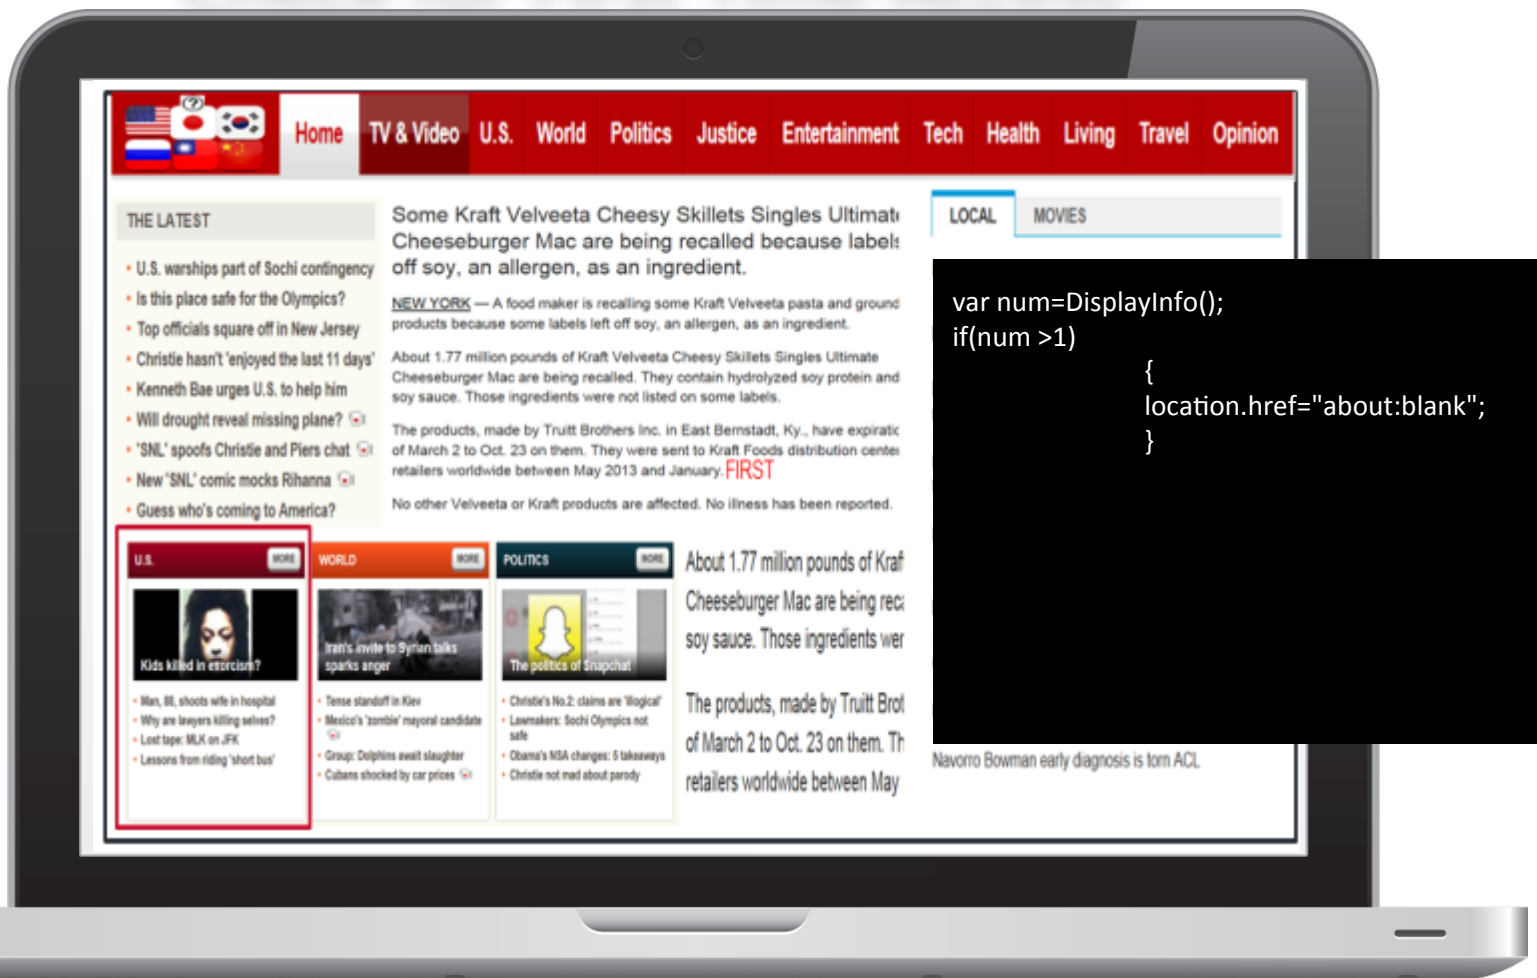 (?)
Home TV & Video U.S. World Politics Justice Entertainment Tech Health Living Travel Opinion
THE LATEST
• U.S. warships part of Sochi contingency
• Is this place safe for the Olympics?
• Top officials square off in New Jersey
• Christie hasn't 'enjoyed the last 11 days'
• Kenneth Bae urges U.S. to help him
• Will drought reveal missing plane?
• 'SNL' spoofs Christie and Piers chat
• New 'SNL' comic mocks Rihanna
• Guess who's coming to America?
Some Kraft Velveeta Cheesy Skillets Singles Ultimate
Cheeseburger Mac are being recalled because labels
off soy, an allergen, as an ingredient.
NEW YORK — A food maker is recalling some Kraft Velveeta pasta and ground
products because some labels left off soy, an allergen, as an ingredient.
About 1.77 million pounds of Kraft Velveeta Cheesy Skillets Singles Ultimate
Cheeseburger Mac are being recalled. They contain hydrolyzed soy protein and
soy sauce. Those ingredients were not listed on some labels.
The products, made by Truitt Brothers Inc. in East Bernstadt, Ky., have expiratic
of March 2 to Oct. 23 on them. They were sent to Kraft Foods distribution center
retailers worldwide between May 2013 and January. FIRST
No other Velveeta or Kraft products are affected. No illness has been reported.
LOCAL MOVIES
var num=DisplayInfo();
if(num >1)
{
location.href="about:blank";
}
Navorro Bowman early diagnosis is torn ACL
U.S. MORE
Kids killed in exorcism?
• Man, 88, shoots wife in hospital
• Why are lawyers killing selves?
• Lost tape: MLK on JFK
• Lessons from riding 'short bus'
WORLD MORE
Iran's invite to Syrian talks
sparks anger
• Tense standoff in Kiev
• Mexico's 'zombie' mayoral candidate
• Group: Dolphins await slaughter
• Cubans shocked by car prices
POLITICS MORE
The politics of Snapchat
• Christie's No.2: claims are 'illogical'
• Lawmakers: Sochi Olympics not
safe
• Obama's NSA changes: 5 takeaways
• Christie not mad about parody
About 1.77 million pounds of Kraf
Cheeseburger Mac are being reca
soy sauce. Those ingredients wer
The products, made by Truitt Brot
of March 2 to Oct. 23 on them. Th
retailers worldwide between May